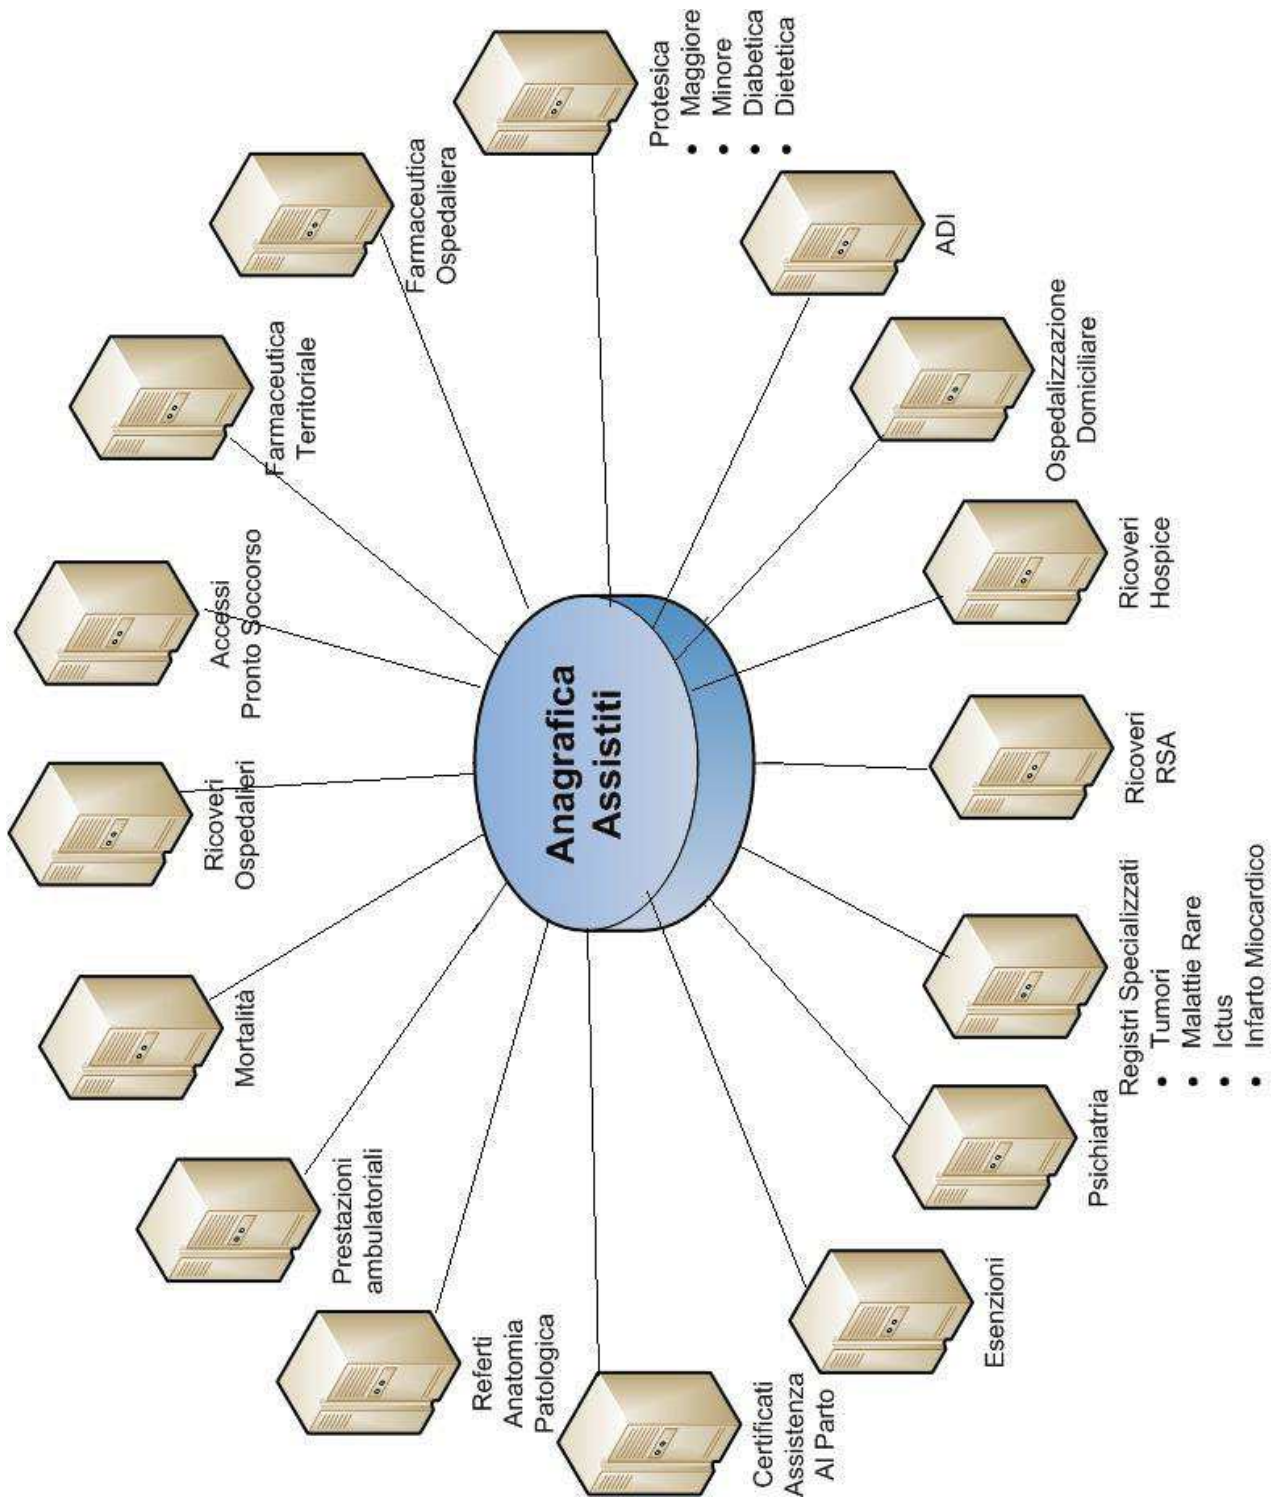 Ricoveri
Ospedalieri
Accessi
Pronto Soccorso
Farmaceutica
Territoriale
Farmaceutica
Ospedaliera
Protesica
• Maggiore
• Minore
• Diabetica
• Dietetica
ADI
Ospedalizzazione
Domiciliare
Ricoveri
Hospice
Ricoveri
RSA
Registri Specializzati
• Tumori
• Malattie Rare
• Ictus
• Infarto Miocardico
Psichiatria
Esenzioni
Certificati
Assistenza
Al Parto
Referti
Anatomia
Patologica
Prestazioni
ambulatoriali
Mortalità
Anagrafica
Assistiti